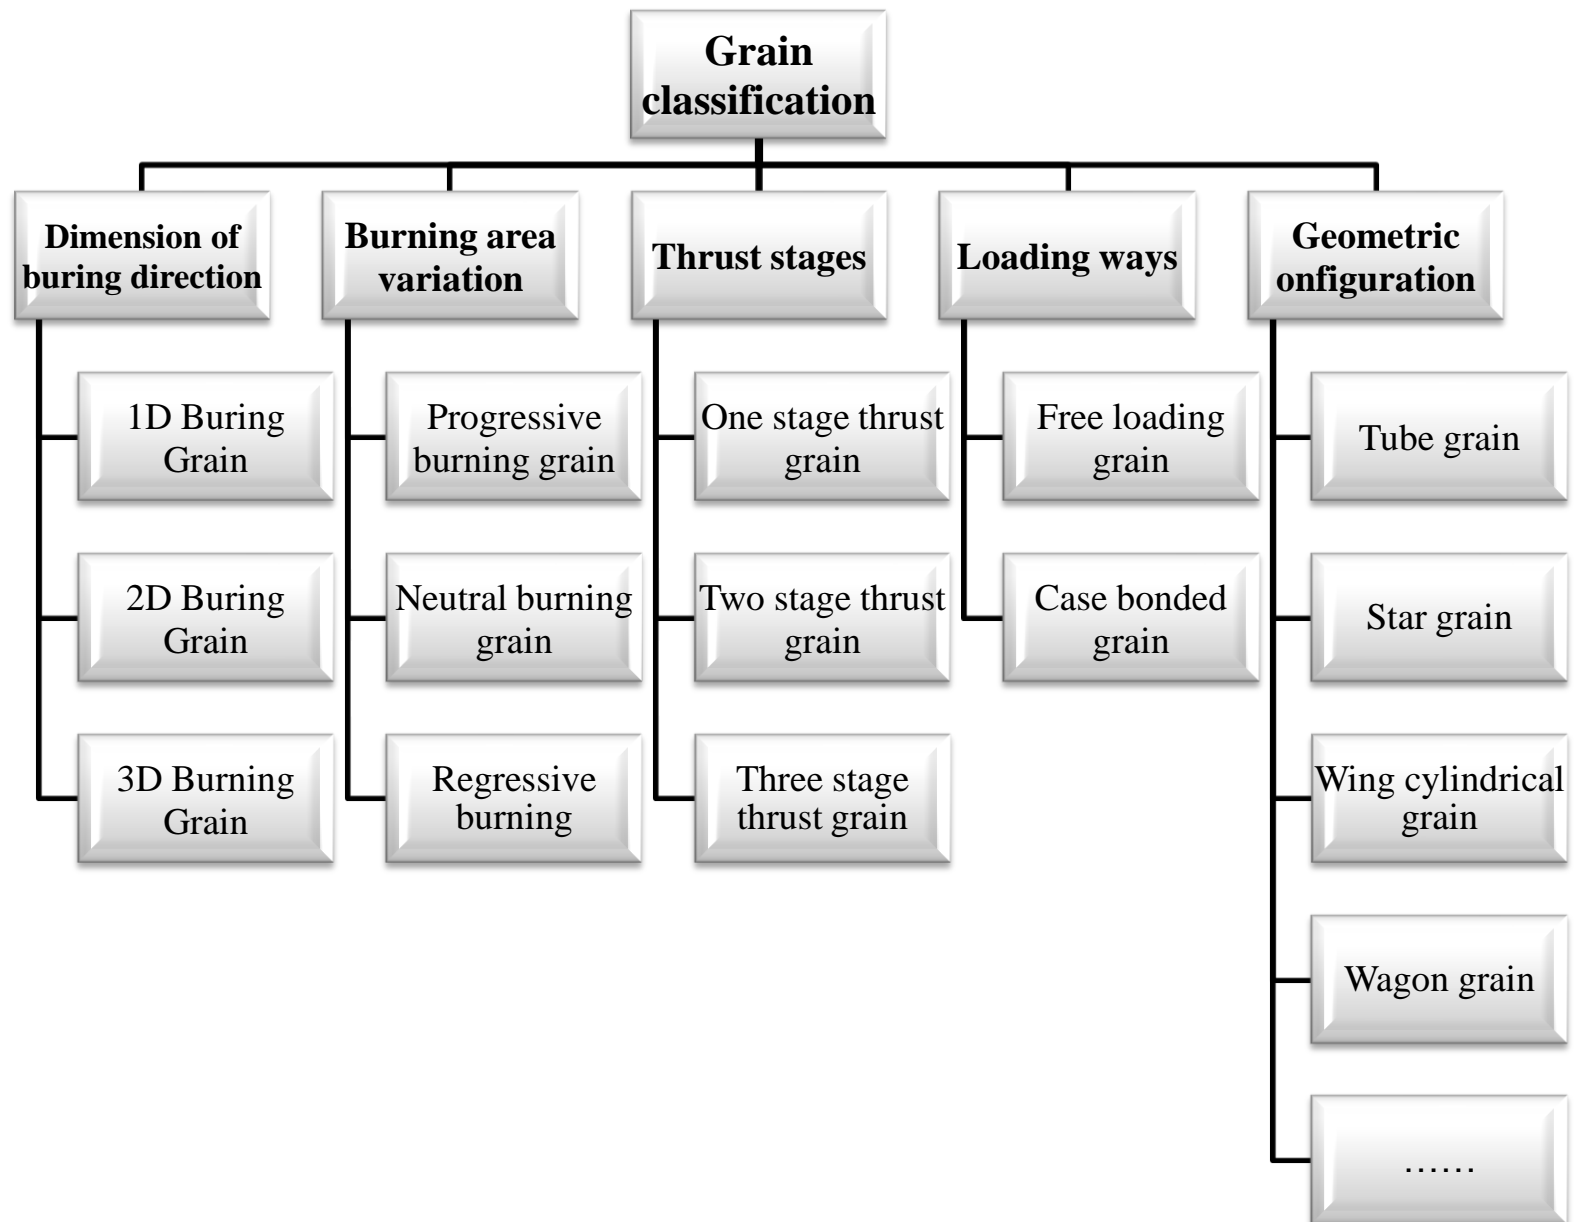 Grain
classification
Dimension of
buring direction
Burning area
variation
Thrust stages
Loading ways
Geometric
onfiguration
1D Buring
Grain
2D Buring
Grain
3D Burning
Grain
Progressive
burning grain
Neutral burning
grain
Regressive
burning
One stage thrust
grain
Two stage thrust
grain
Three stage
thrust grain
Free loading
grain
Case bonded
grain
Tube grain
Star grain
Wing cylindrical
grain
Wagon grain
……